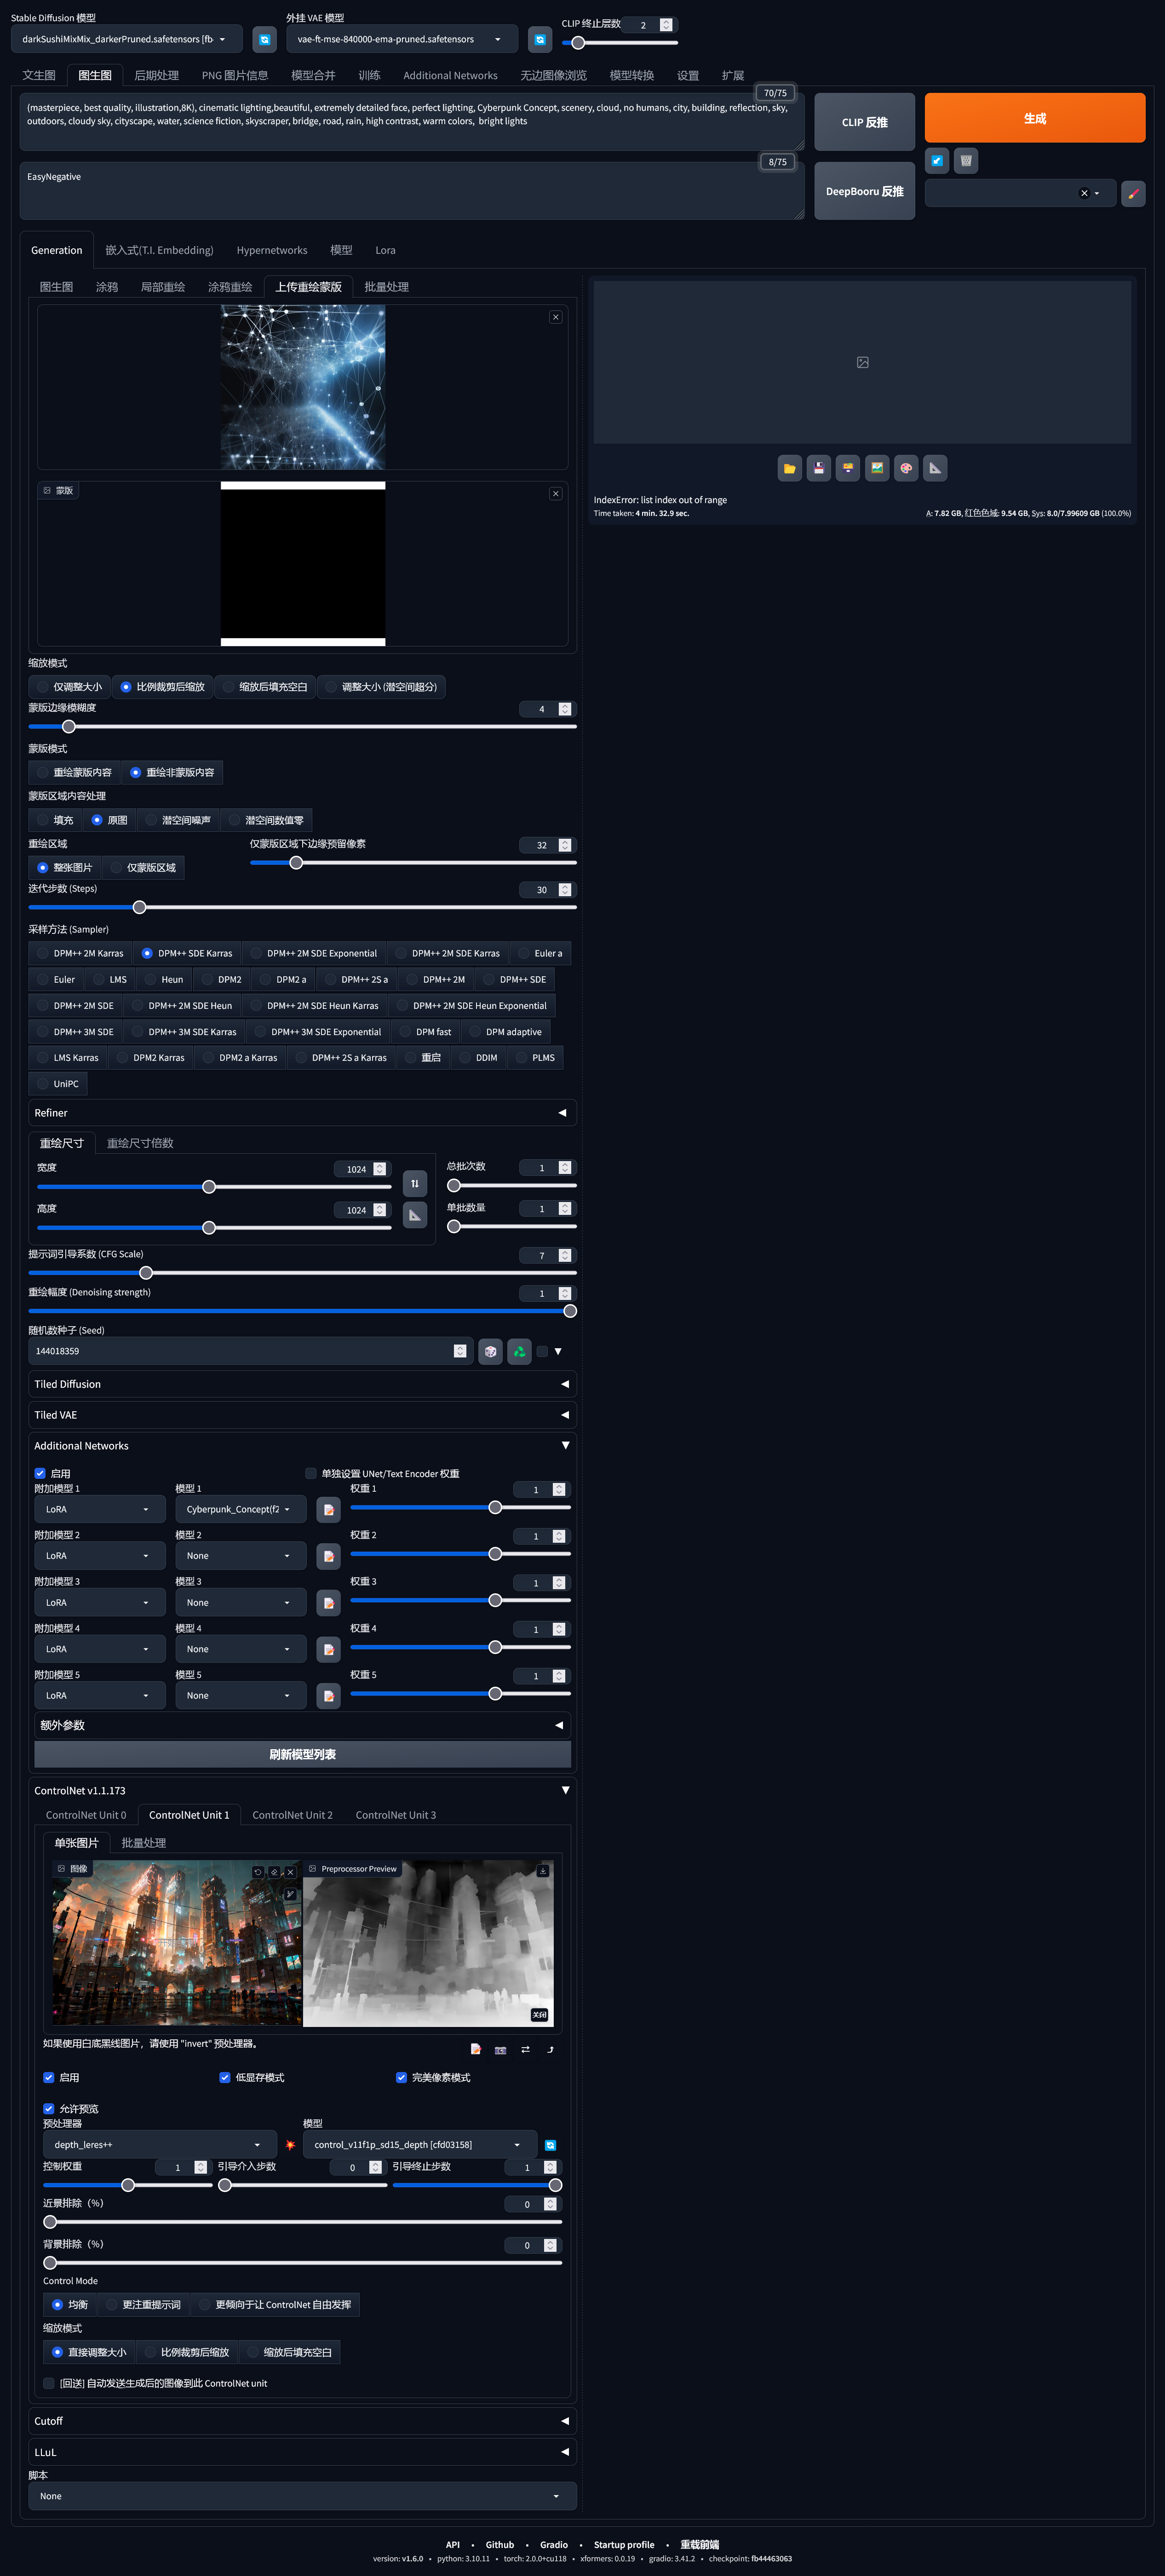 Stable Diffusion 模型
外挂 VAE 模型
CLIP 终止层数
2
darkSushiMixMix_darkerPruned.safetensors [fb
vae-ft-mse-840000-ema-pruned.safetensors
文生图 图生图 后期处理 PNG 图片信息 模型合并 训练 Additional Networks 无边图像浏览 模型转换 设置 扩展
70/75
(masterpiece, best quality, illustration,8K), cinematic lighting,beautiful, extremely detailed face, perfect lighting, Cyberpunk Concept, scenery, cloud, no humans, city, building, reflection, sky,
outdoors, cloudy sky, cityscape, water, science fiction, skyscraper, bridge, road, rain, high contrast, warm colors, bright lights
CLIP 反推
生成
8/75
EasyNegative
DeepBooru 反推
Generation 嵌入式(T.I. Embedding) Hypernetworks 模型 Lora
图生图 涂鸦 局部重绘 涂鸦重绘 上传重绘蒙版 批量处理
蒙版
IndexError: list index out of range
Time taken: 4 min. 32.9 sec.
A: 7.82 GB, 红色色域: 9.54 GB, Sys: 8.0/7.99609 GB (100.0%)
缩放模式
仅调整大小 比例裁剪后缩放 缩放后填充空白 调整大小 (潜空间超分)
蒙版边缘模糊度
4
蒙版模式
重绘蒙版内容 重绘非蒙版内容
蒙版区域内容处理
填充 原图 潜空间噪声 潜空间数值零
重绘区域
整张图片 仅蒙版区域
仅蒙版区域下边缘预留像素
32
迭代步数 (Steps)
30
采样方法 (Sampler)
DPM++ 2M Karras DPM++ SDE Karras DPM++ 2M SDE Exponential DPM++ 2M SDE Karras Euler a
Euler LMS Heun DPM2 DPM2 a DPM++ 2S a DPM++ 2M DPM++ SDE
DPM++ 2M SDE DPM++ 2M SDE Heun DPM++ 2M SDE Heun Karras DPM++ 2M SDE Heun Exponential
DPM++ 3M SDE DPM++ 3M SDE Karras DPM++ 3M SDE Exponential DPM fast DPM adaptive
LMS Karras DPM2 Karras DPM2 a Karras DPM++ 2S a Karras 重启 DDIM PLMS
UniPC
Refiner
重绘尺寸 重绘尺寸倍数
宽度
1024
高度
1024
总批次数
1
单批数量
1
提示词引导系数 (CFG Scale)
7
重绘幅度 (Denoising strength)
1
随机数种子 (Seed)
144018359
Tiled Diffusion
Tiled VAE
Additional Networks
启用
单独设置 UNet/Text Encoder 权重
附加模型 1 模型 1 权重 1 1
LoRA Cyberpunk_Concept(f2
附加模型 2 模型 2 权重 2 1
LoRA None
附加模型 3 模型 3 权重 3 1
LoRA None
附加模型 4 模型 4 权重 4 1
LoRA None
附加模型 5 模型 5 权重 5 1
LoRA None
额外参数
刷新模型列表
ControlNet v1.1.173
ControlNet Unit 0 ControlNet Unit 1 ControlNet Unit 2 ControlNet Unit 3
单张图片 批量处理
图像
Preprocessor Preview
关闭
如果使用白底黑线图片，请使用 "invert" 预处理器。
启用 低显存模式 完美像素模式
允许预览
预处理器 模型
depth_leres++ control_v11f1p_sd15_depth [cfd03158]
控制权重 1 引导介入步数 0 引导终止步数 1
近景排除（%）
0
背景排除（%）
0
Control Mode
均衡 更注重提示词 更倾向于让 ControlNet 自由发挥
缩放模式
直接调整大小 比例裁剪后缩放 缩放后填充空白
[回送] 自动发送生成后的图像到此 ControlNet unit
Cutoff
LLuL
脚本
None
API • Github • Gradio • Startup profile • 重载前端
version: v1.6.0 • python: 3.10.11 • torch: 2.0.0+cu118 • xformers: 0.0.19 • gradio: 3.41.2 • checkpoint: fb44463063